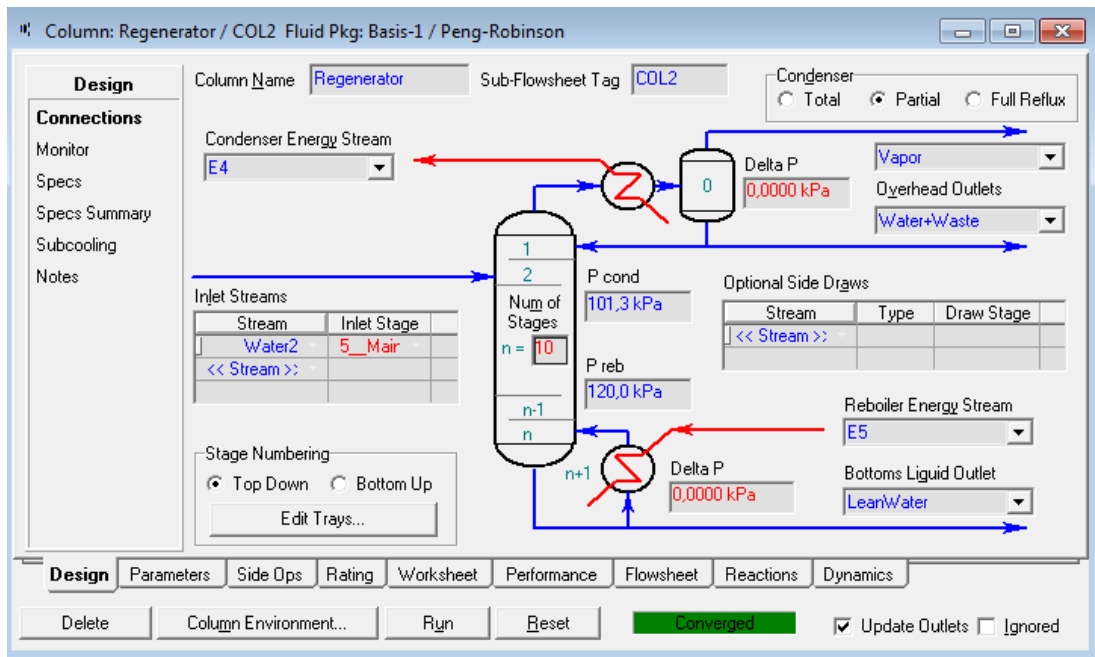 Column: Regenerator / COL2 Fluid Pkg: Basis-1 / Peng-Robinson
Design
Connections
Monitor
Specs
Specs Summary
Subcooling
Notes
Column Name Regenerator Sub-Flowsheet Tag COL2
Condenser
Total Partial Full Reflux
Condenser Energy Stream
E4
0
Delta P
0,0000 kPa
Vapor
Overhead Outlets
Water+Waste
1
2
Num of
Stages
n = 10
n-1
n
n+1
P cond
101,3 kPa
P reb
120,0 kPa
Inlet Streams
Stream Inlet Stage
Water2 5__Mair
<< Stream >>
Optional Side Draws
Stream Type Draw Stage
<< Stream >>
Stage Numbering
Top Down Bottom Up
Edit Trays...
Delta P
0,0000 kPa
Reboiler Energy Stream
E5
Bottoms Liquid Outlet
LeanWater
Design Parameters Side Ops Rating Worksheet Performance Flowsheet Reactions Dynamics
Delete Column Environment... Run Reset Converged Update Outlets Ignored